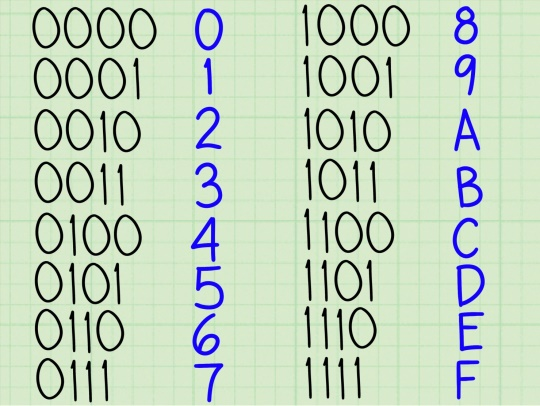 0000 0 1000 8
0001 1 1001 9
0010 2 1010 A
0011 3 1011 B
0100 4 1100 C
0101 5 1101 D
0110 6 1110 E
0111 7 1111 F